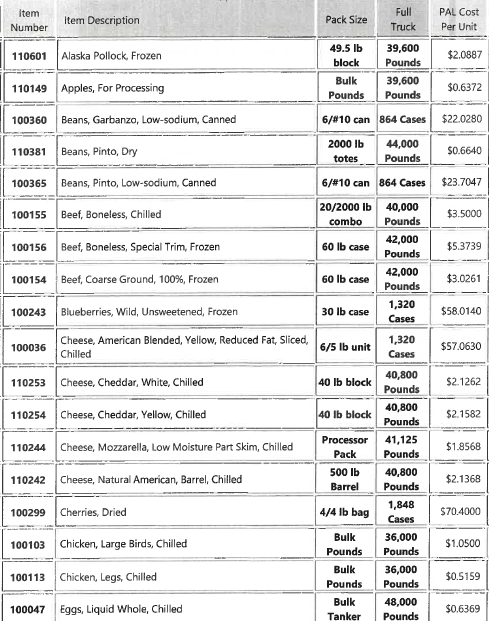 Item Number Item Description Pack Size Full Truck PAL Cost Per Unit
110601 Alaska Pollock, Frozen 49.5 lb block 39,600 Pounds $2.0887
110149 Apples, For Processing Bulk Pounds 39,600 Pounds $0.6372
100360 Beans, Garbanzo, Low-sodium, Canned 6/#10 can 864 Cases $22.0280
110381 Beans, Pinto, Dry 2000 lb totes 44,000 Pounds $0.6640
100365 Beans, Pinto, Low-sodium, Canned 6/#10 can 864 Cases $23.7047
100155 Beef, Boneless, Chilled 20/2000 lb combo 40,000 Pounds $3.5000
100156 Beef, Boneless, Special Trim, Frozen 60 lb case 42,000 Pounds $5.3739
100154 Beef, Coarse Ground, 100%, Frozen 60 lb case 42,000 Pounds $3.0261
100243 Blueberries, Wild, Unsweetened, Frozen 30 lb case 1,320 Cases $58.0140
100036 Cheese, American Blended, Yellow, Reduced Fat, Sliced, Chilled 6/5 lb unit 1,320 Cases $57.0630
110253 Cheese, Cheddar, White, Chilled 40 lb block 40,800 Pounds $2.1262
110254 Cheese, Cheddar, Yellow, Chilled 40 lb block 40,800 Pounds $2.1582
110244 Cheese, Mozzarella, Low Moisture Part Skim, Chilled Processor Pack 41,125 Pounds $1.8568
110242 Cheese, Natural American, Barrel, Chilled 500 lb Barrel 40,800 Pounds $2.1368
100299 Cherries, Dried 4/4 lb bag 1,848 Cases $70.4000
100103 Chicken, Large Birds, Chilled Bulk Pounds 36,000 Pounds $1.0500
100113 Chicken, Legs, Chilled Bulk Pounds 36,000 Pounds $0.5159
100047 Eggs, Liquid Whole, Chilled Bulk Tanker 48,000 Pounds $0.6369